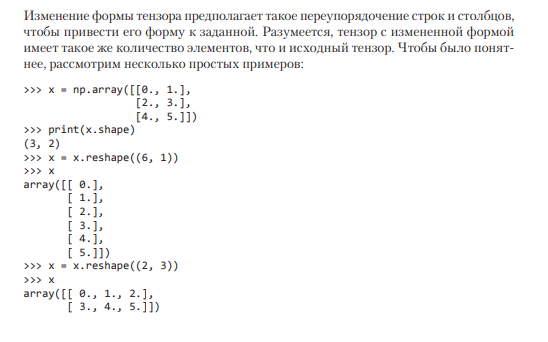 Изменение формы тензора предполагает такое переупорядочение строк и столбцов,
чтобы привести его форму к заданной. Разумеется, тензор с измененной формой
имеет такое же количество элементов, что и исходный тензор. Чтобы было понят-
нее, рассмотрим несколько простых примеров:
>>> x = np.array([[0., 1.],
                  [2., 3.],
                  [4., 5.]])
>>> print(x.shape)
(3, 2)
>>> x = x.reshape((6, 1))
>>> x
array([[ 0.],
       [ 1.],
       [ 2.],
       [ 3.],
       [ 4.],
       [ 5.]])
>>> x = x.reshape((2, 3))
>>> x
array([[ 0., 1., 2.],
       [ 3., 4., 5.]])